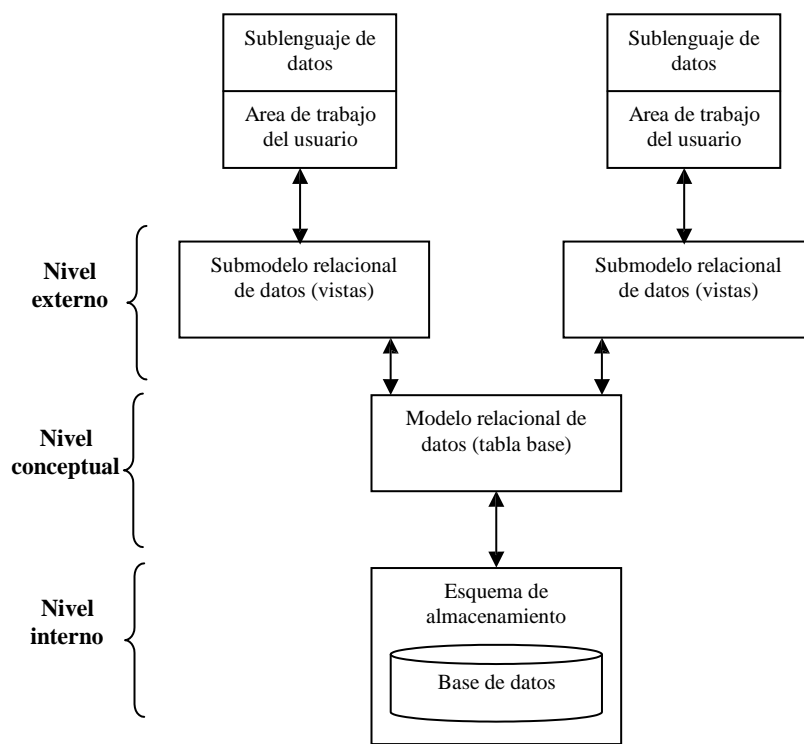 Sublenguaje de
datos
Area de trabajo
del usuario
Sublenguaje de
datos
Area de trabajo
del usuario
Nivel
externo
Submodelo relacional
de datos (vistas)
Submodelo relacional
de datos (vistas)
Nivel
conceptual
Modelo relacional de
datos (tabla base)
Nivel
interno
Esquema de
almacenamiento
Base de datos